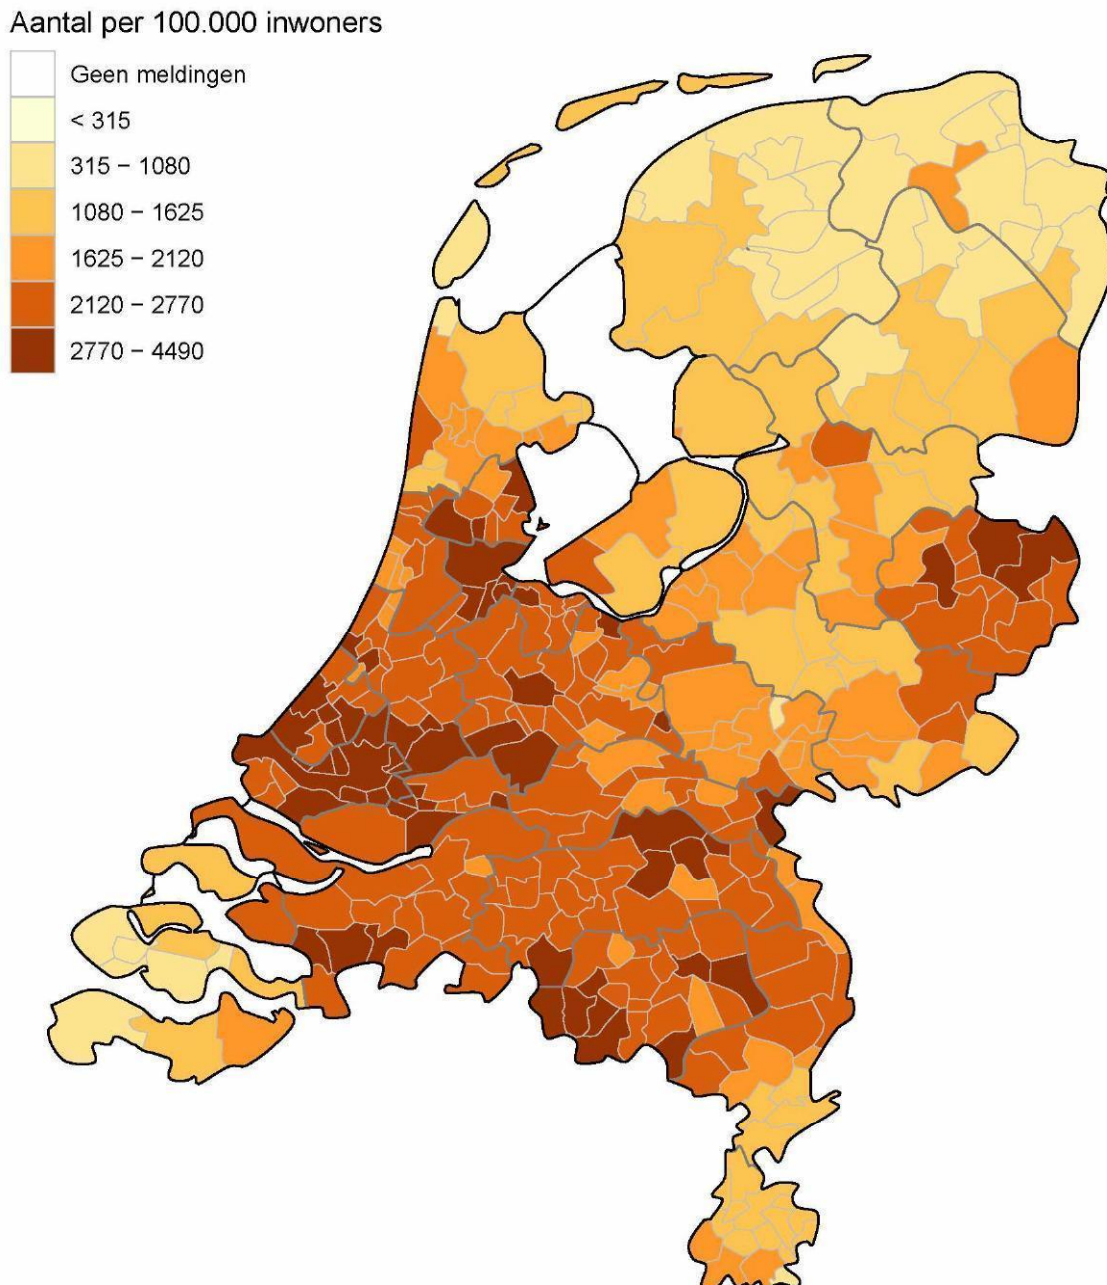 Aantal per 100.000 inwoners
Geen meldingen
< 315
315 − 1080
1080 − 1625
1625 − 2120
2120 − 2770
2770 − 4490